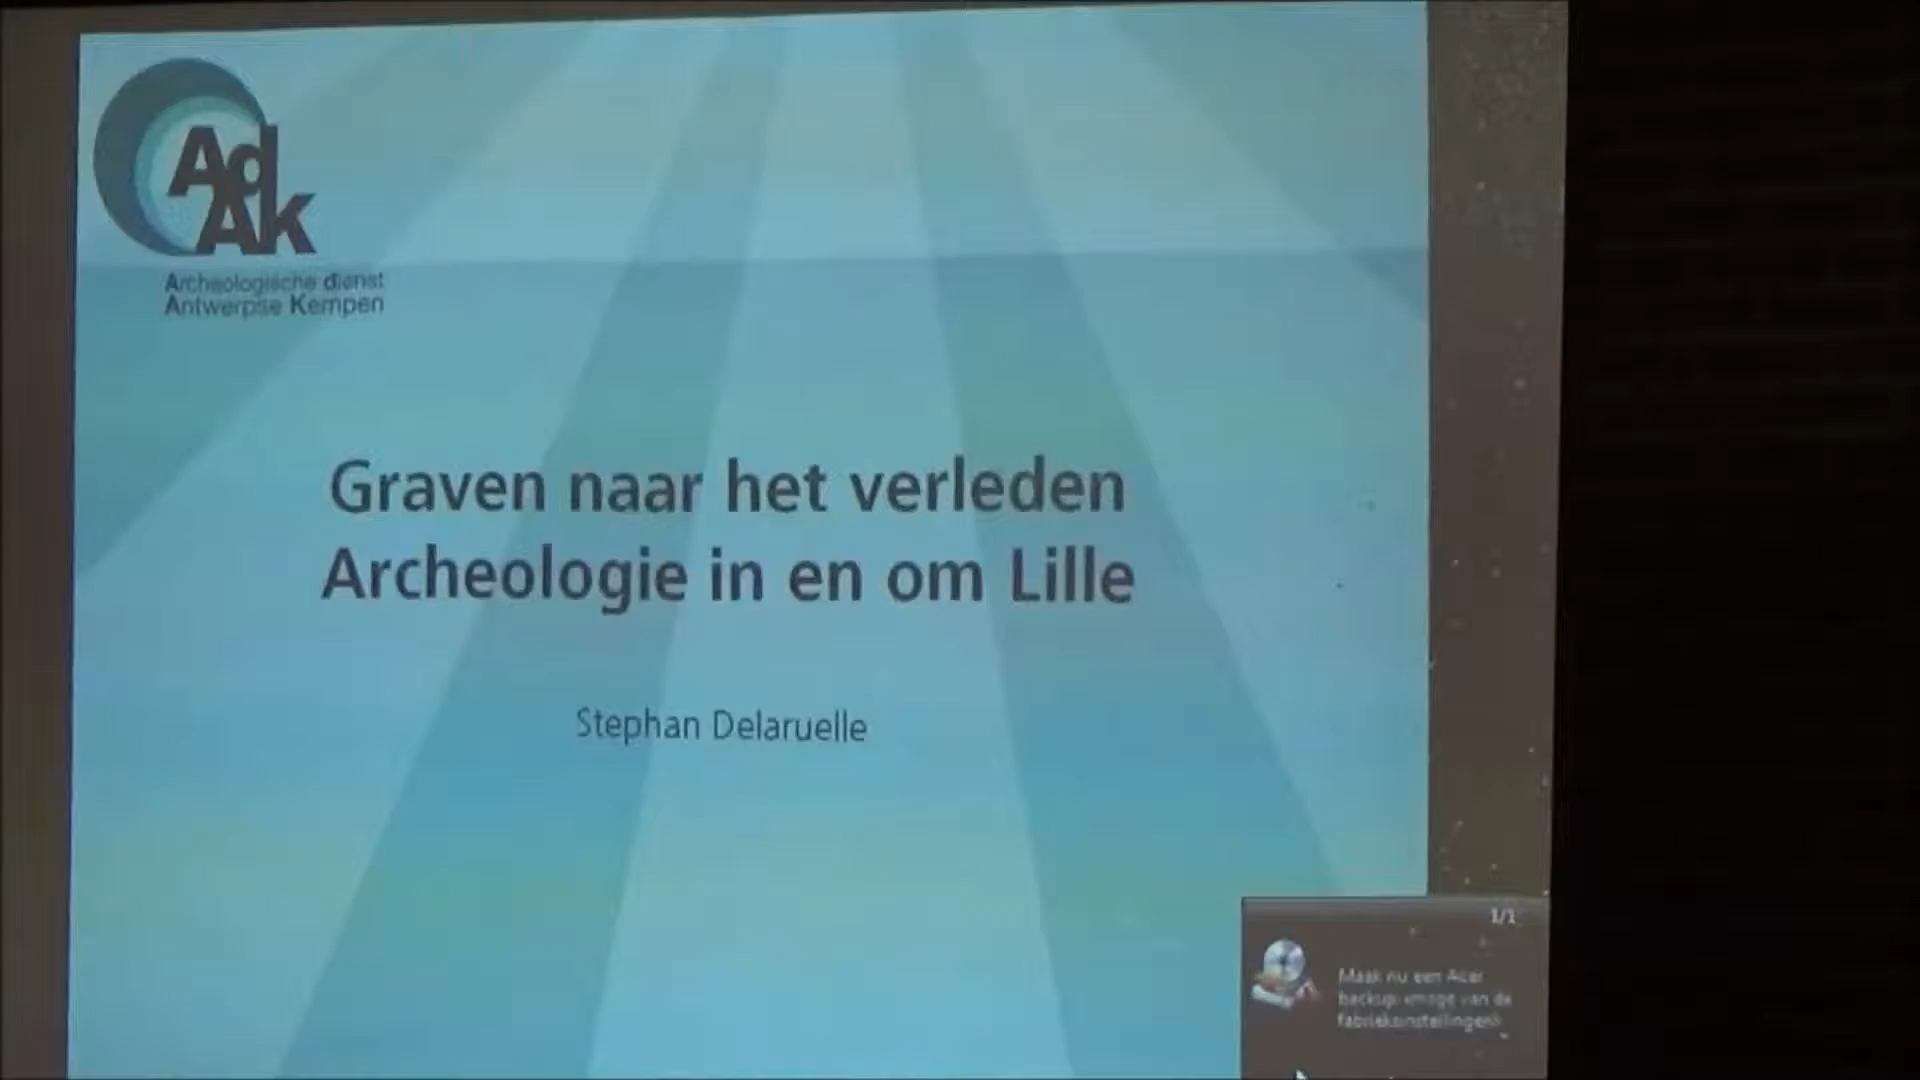 AdAk
Archeologische dienst
Antwerpse Kempen
Graven naar het verleden
Archeologie in en om Lille
Stephan Delaruelle
1/1
Maak nu een Acer
backup-image van de
fabrieksinstellingen